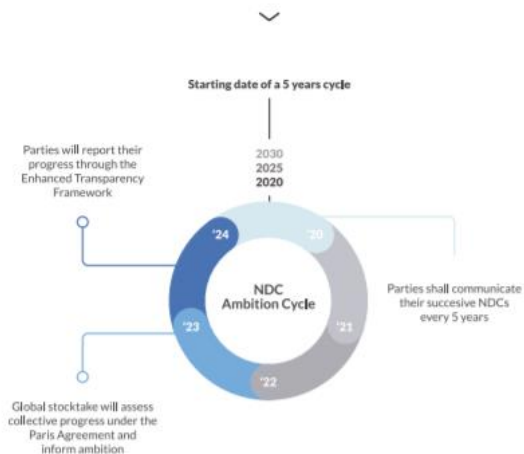 Starting date of a 5 years cycle
Parties will report their
progress through the
Enhanced Transparency
Framework
2030
2025
2020
'24
'20
NDC
Ambition Cycle
Parties shall communicate
their succesive NDCs
every 5 years
'23
'21
'22
Global stocktake will assess
collective progress under the
Paris Agreement and
inform ambition